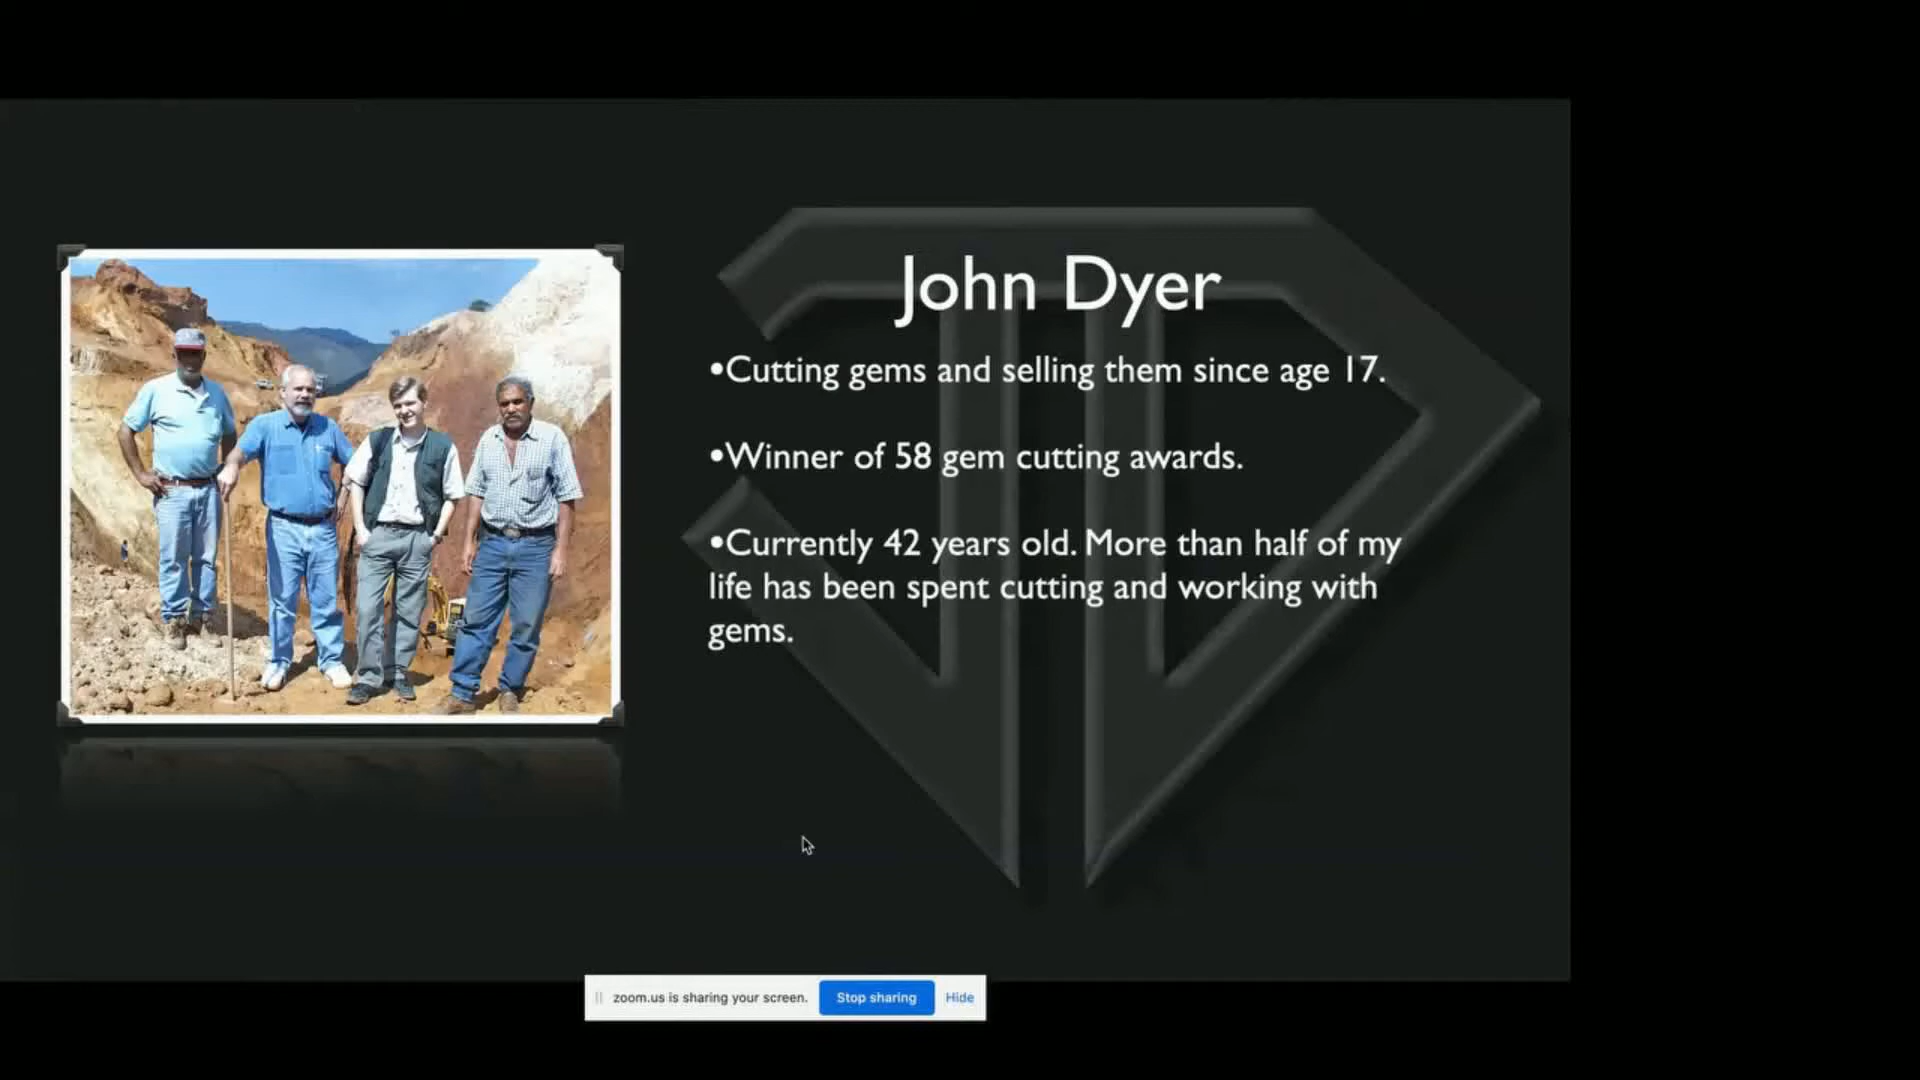 John Dyer
•Cutting gems and selling them since age 17.
•Winner of 58 gem cutting awards.
•Currently 42 years old. More than half of my
life has been spent cutting and working with
gems.
zoom.us is sharing your screen. Stop sharing Hide